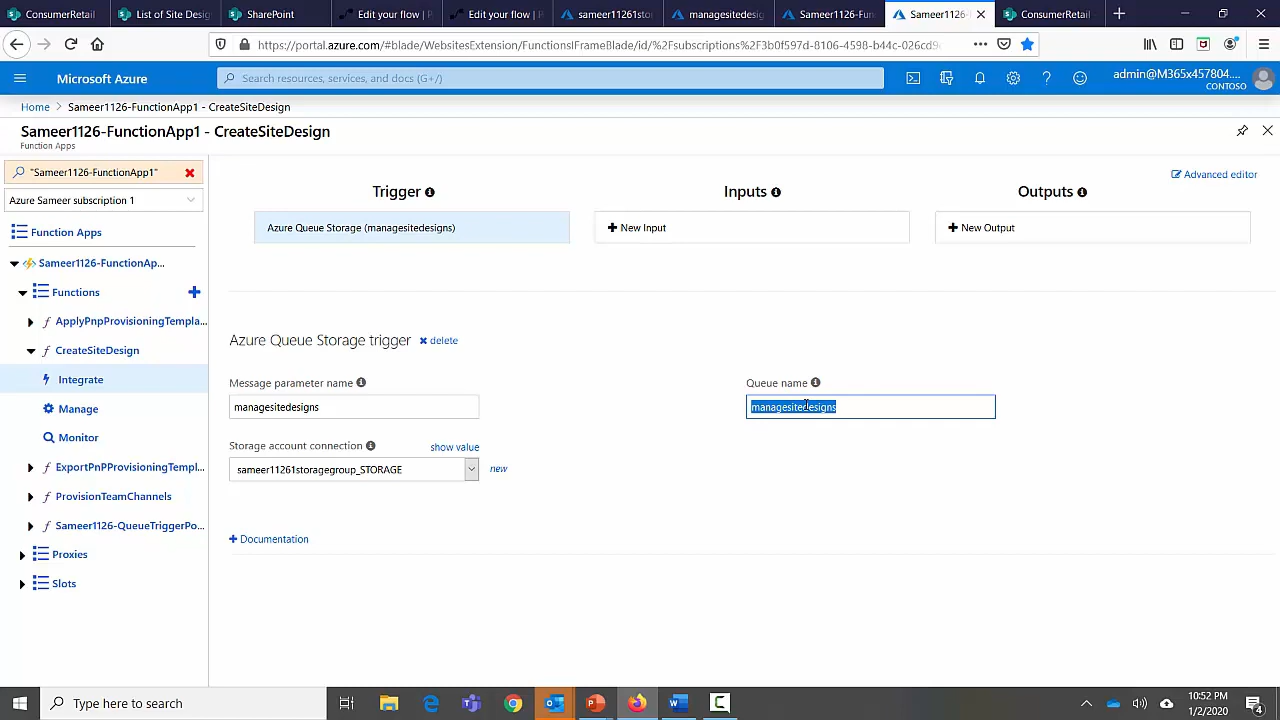 ConsumerRetail
List of Site Desig
SharePoint
Edit your flow | P
Edit your flow | P
sameer11261sto
managesitedesig
Sameer1126-Fun
Sameer1126-
ConsumerRetail
https://portal.azure.com/#blade/WebsitesExtension/FunctionsIFrameBlade/id/%2Fsubscriptions%2F3b0f597d-8106-4598-b44c-026cd9
Microsoft Azure
Search resources, services, and docs (G+/)
admin@M365x457804....
CONTOSO
Home > Sameer1126-FunctionApp1 - CreateSiteDesign
Sameer1126-FunctionApp1 - CreateSiteDesign
Function Apps
"Sameer1126-FunctionApp1"
Azure Sameer subscription 1
Function Apps
Sameer1126-FunctionAp...
Functions
ApplyPnpProvisioningTempla...
CreateSiteDesign
Integrate
Manage
Monitor
ExportPnPProvisioningTempl...
ProvisionTeamChannels
Sameer1126-QueueTriggerPo...
Proxies
Slots
Advanced editor
Trigger
Inputs
Outputs
Azure Queue Storage (managesitedesigns)
New Input
New Output
Azure Queue Storage trigger
delete
Message parameter name
Queue name
managesitedesigns
managesitedesigns
Storage account connection
show value
sameer11261storagegroup_STORAGE
new
Documentation
Type here to search
10:52 PM
1/2/2020
4